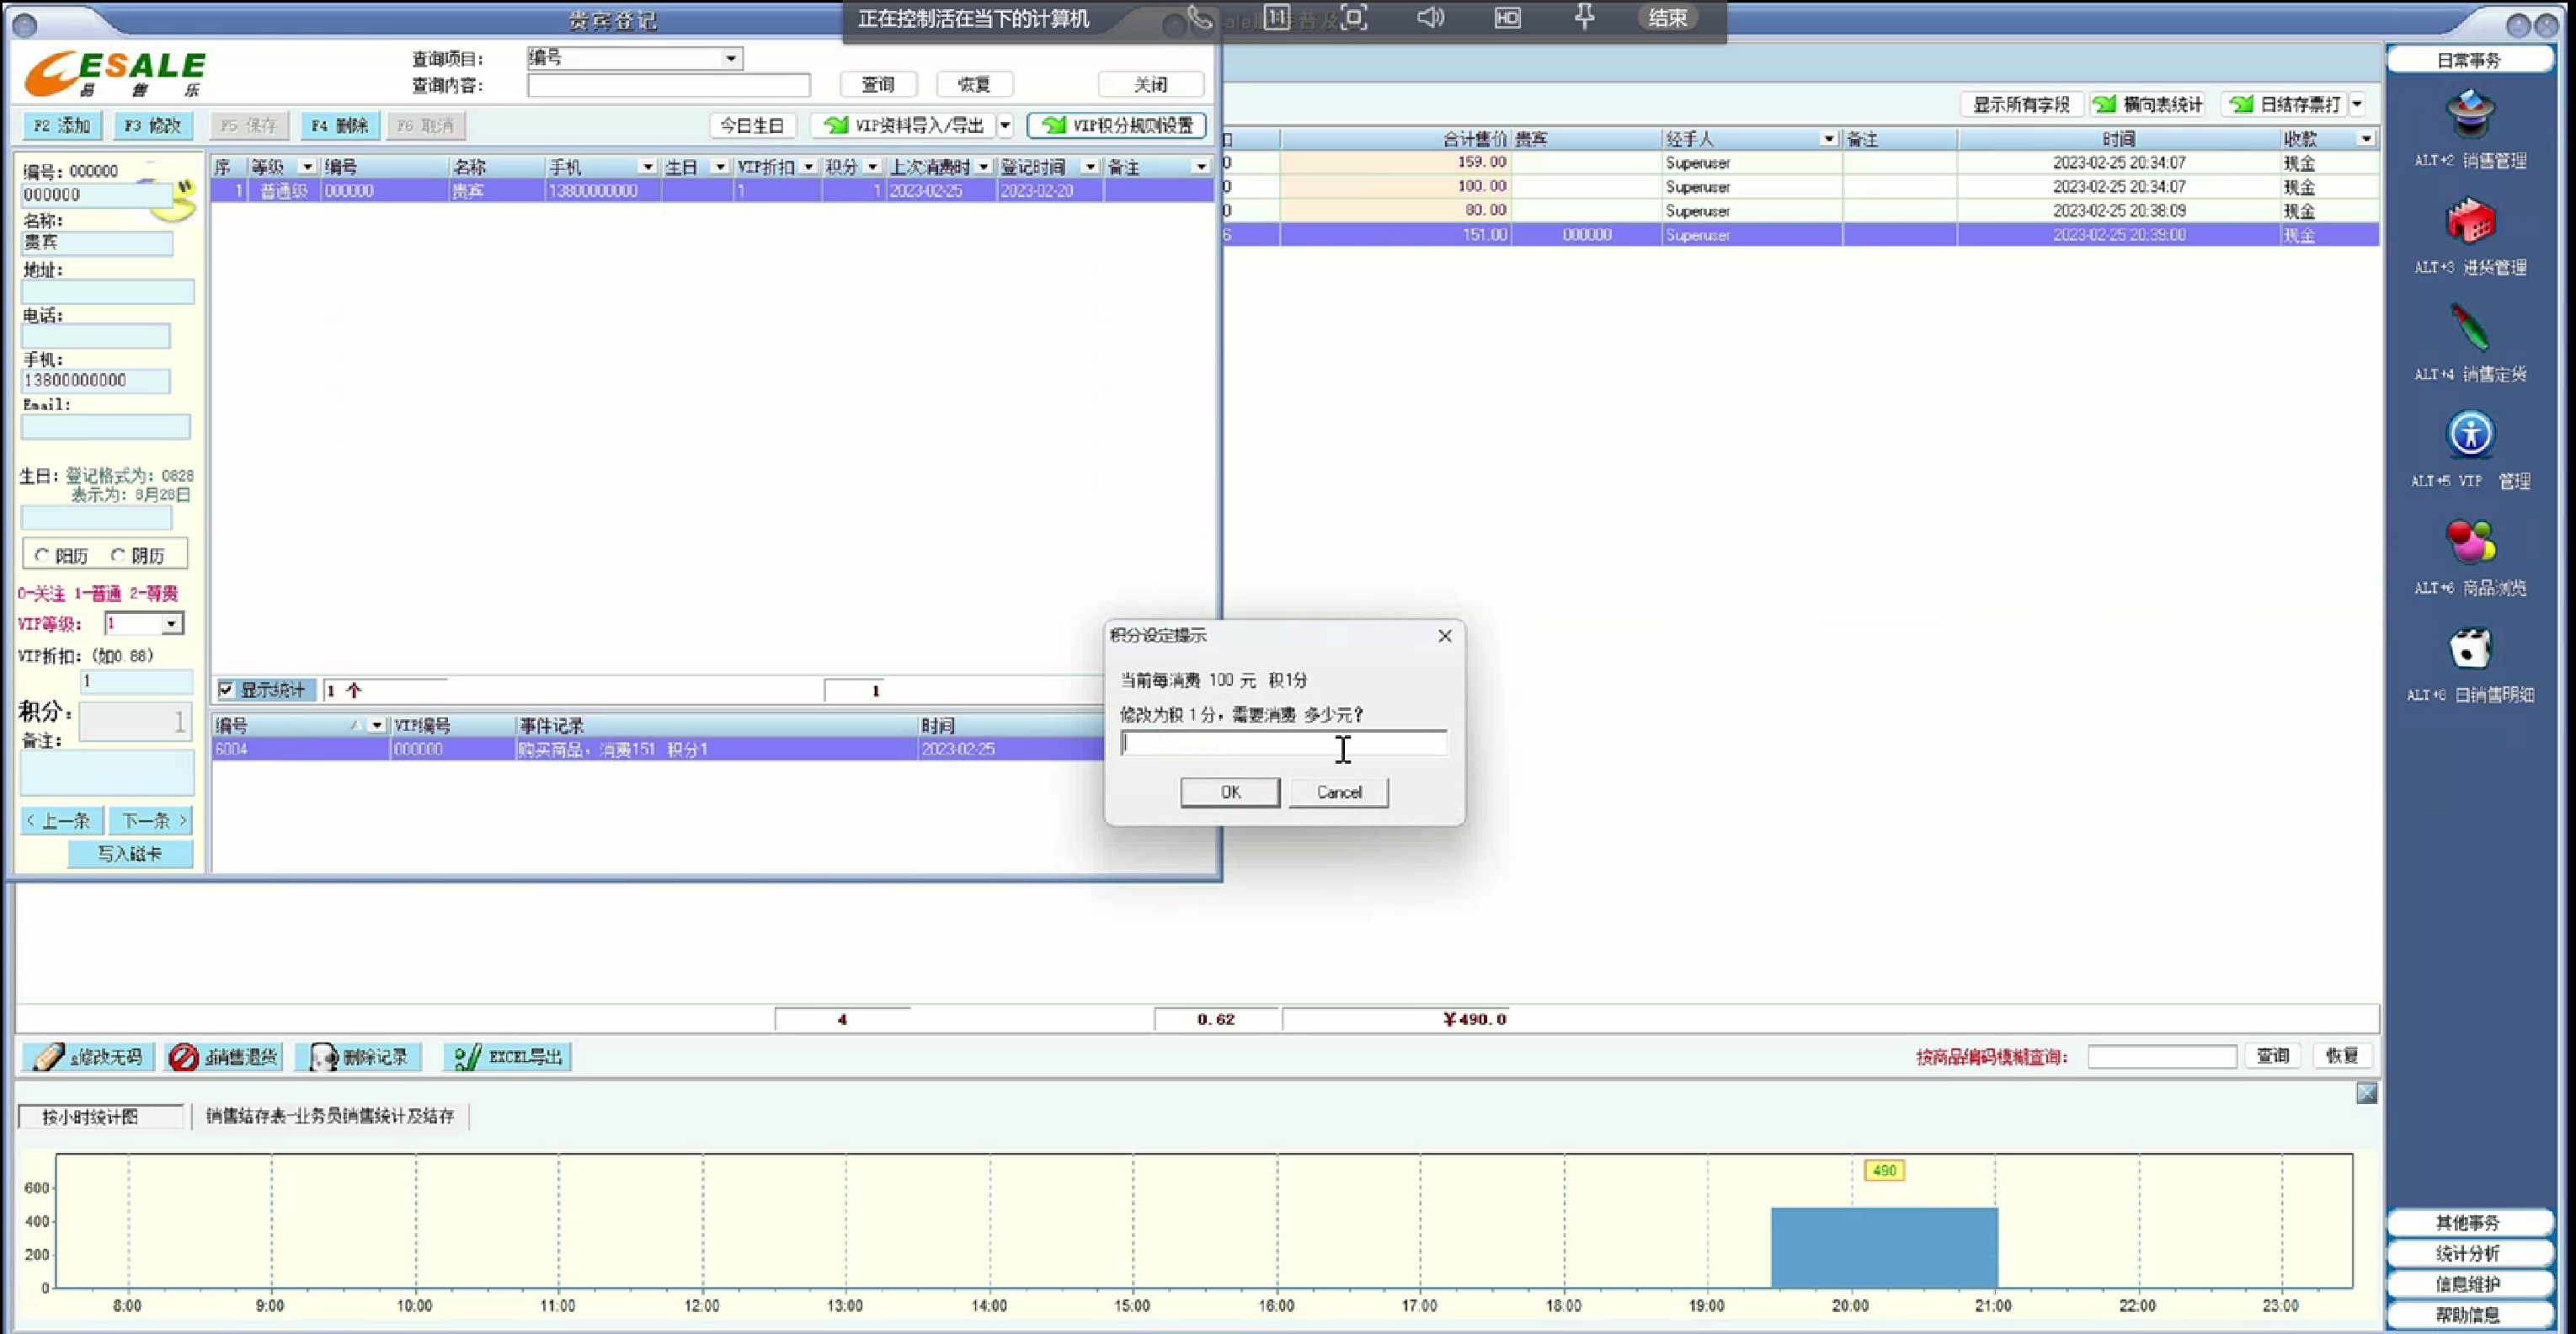 贵宾登记
正在控制活在当下的计算机
1:1
HD
结束
ESALE
易 售 乐
查询项目：
编号
查询内容：
查询
恢复
关闭
F2 添加
F3 修改
F5 保存
F4 删除
F6 取消
今日生日
VIP资料导入/导出
VIP积分规则设置
显示所有字段
横向表统计
日结存票打
编号：000000
000000
名称：
贵宾
地址：
电话：
手机：
13800000000
Email：
生日：登记格式为：0828
表示为：8月28日
阳历
阴历
0-关注 1-普通 2-尊贵
VIP等级：
1
VIP折扣：(如0.88)
1
积分：
1
备注：
< 上一条
下一条 >
写入磁卡
序 等级 编号 名称 手机 生日 VIP折扣 积分 上次消费时 登记时间 备注
1 普通级 000000 贵宾 13800000000 1 1 2023-02-25 2023-02-20
显示统计
1 个
1
编号 VIP编号 事件记录 时间
6004 000000 购买商品，消费151 积分1 2023-02-25
合计售价 贵宾 经手人 备注 时间 收款
159.00 Superuser 2023-02-25 20:34:07 现金
100.00 Superuser 2023-02-25 20:34:07 现金
80.00 Superuser 2023-02-25 20:38:09 现金
151.00 000000 Superuser 2023-02-25 20:39:00 现金
积分设定提示
当前每消费 100 元 积1分
修改为积 1 分，需要消费 多少元？
OK
Cancel
4
0.62
¥490.0
修改无码
销售退货
删除记录
EXCEL导出
按商品编码模糊查询：
查询
恢复
按小时统计图
销售结存表-业务员销售统计及结存
490
600
400
200
0
8:00 9:00 10:00 11:00 12:00 13:00 14:00 15:00 16:00 17:00 18:00 19:00 20:00 21:00 22:00 23:00
日常事务
ALT+2 销售管理
ALT+3 进货管理
ALT+4 销售定货
ALT+5 VIP 管理
ALT+6 商品浏览
ALT+8 日销售明细
其他事务
统计分析
信息维护
帮助信息